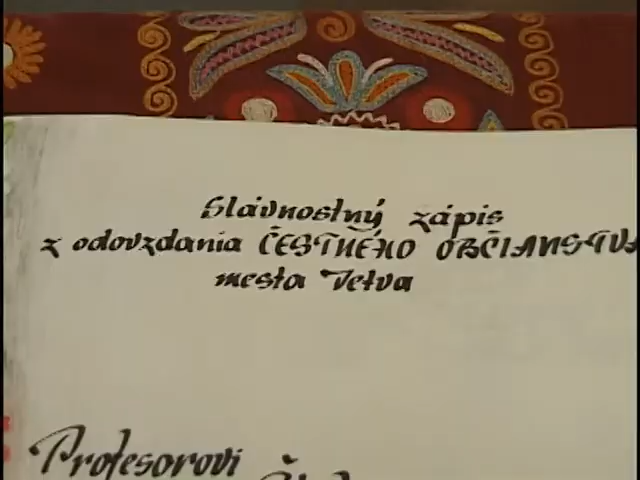 Slávnostný zápis
z odovzdania ČESTNÉHO OBČIANSTVA
mesta Detva
Profesorovi